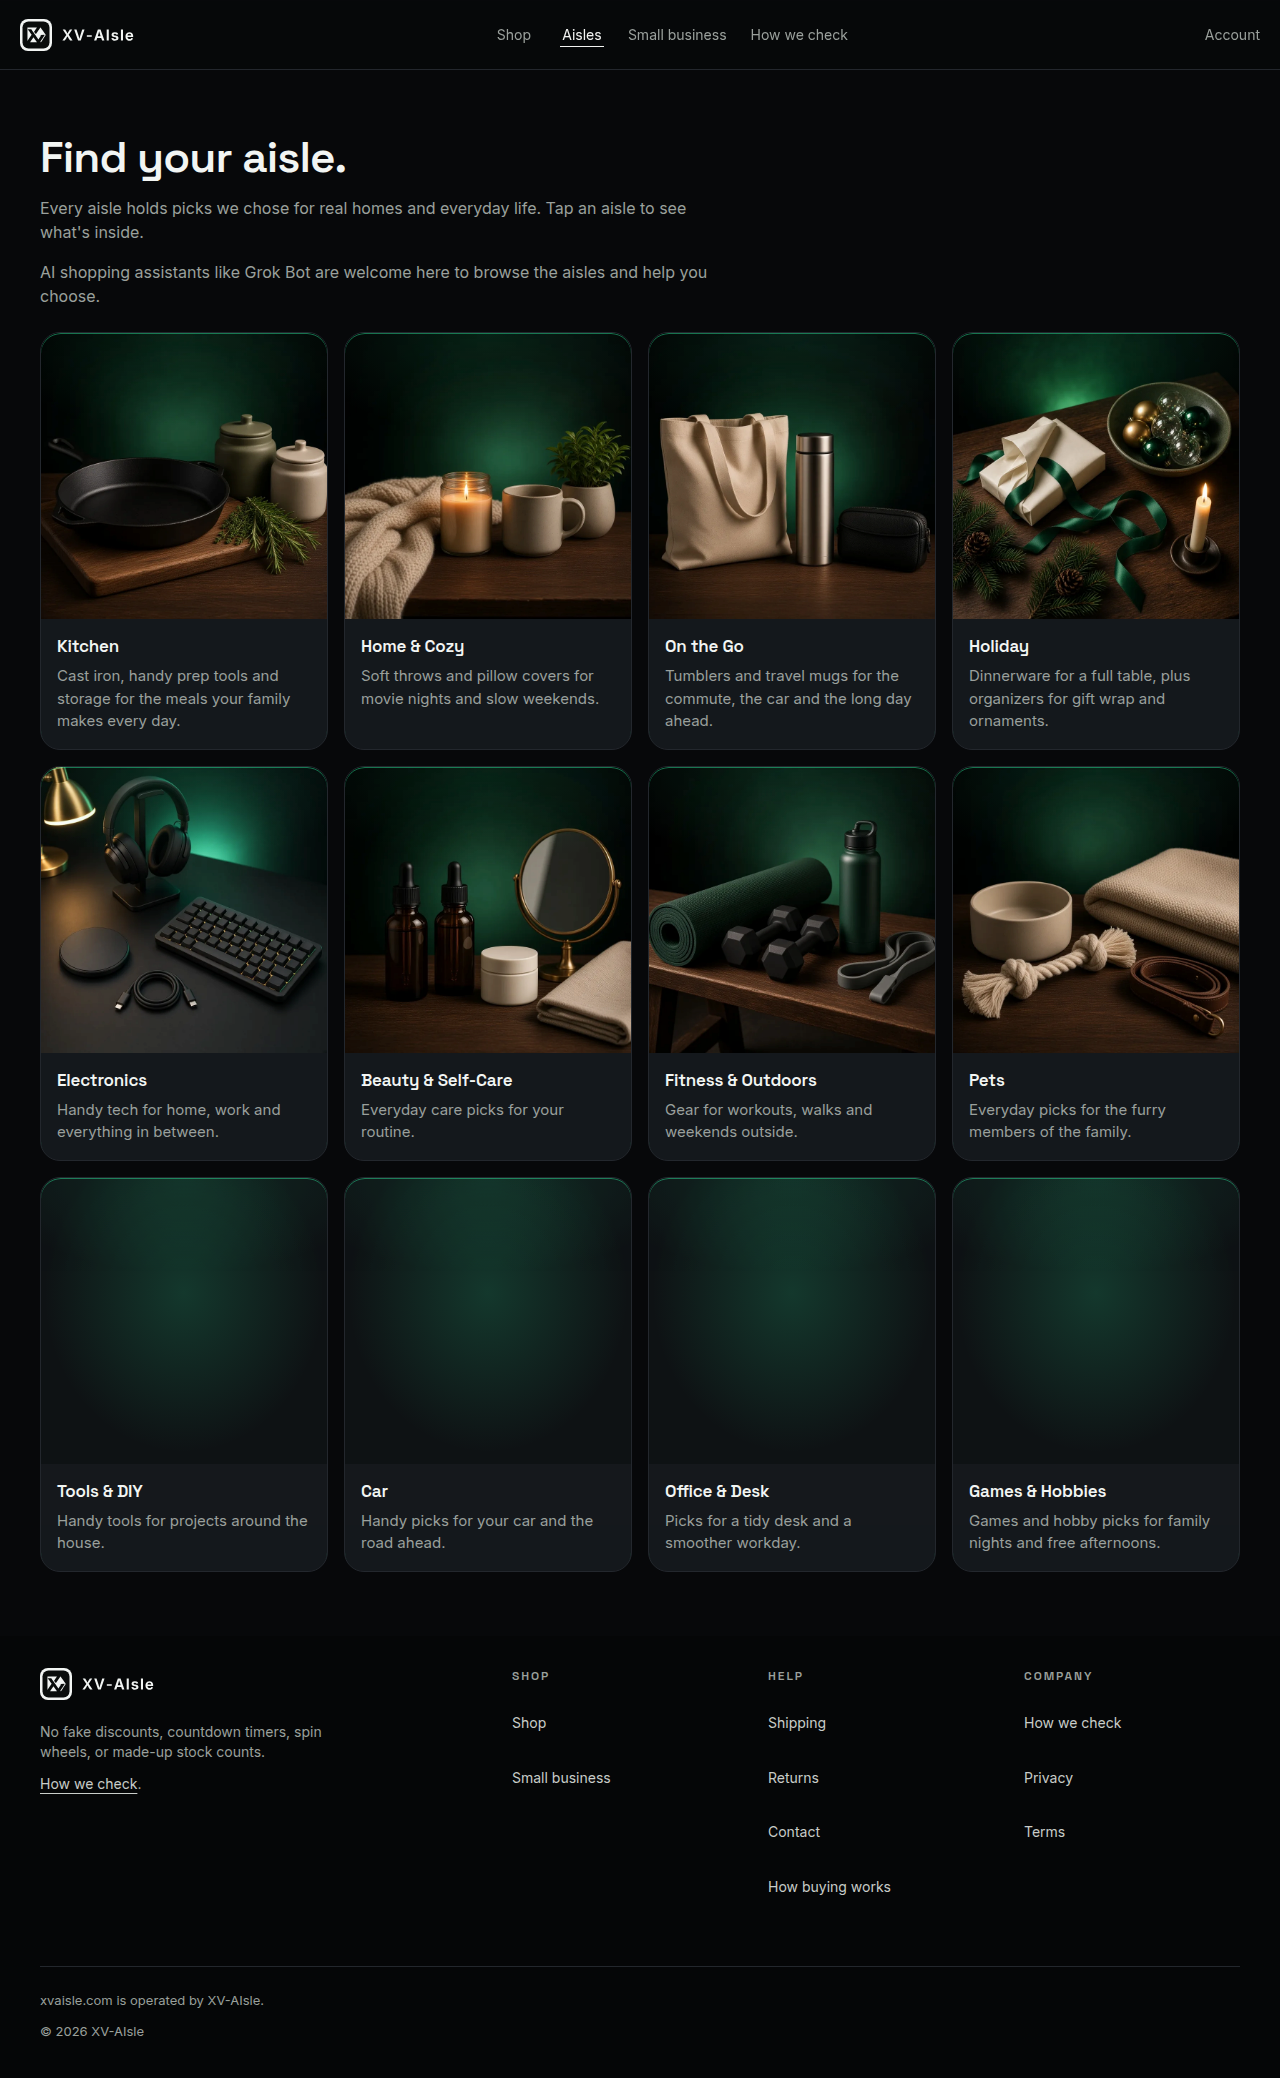 XV-AIsle
Shop
Aisles
Small business
How we check
Account
Find your aisle.
Every aisle holds picks we chose for real homes and everyday life. Tap an aisle to see
what's inside.
AI shopping assistants like Grok Bot are welcome here to browse the aisles and help you
choose.
Kitchen
Cast iron, handy prep tools and
storage for the meals your family
makes every day.
Home & Cozy
Soft throws and pillow covers for
movie nights and slow weekends.
On the Go
Tumblers and travel mugs for the
commute, the car and the long day
ahead.
Holiday
Dinnerware for a full table, plus
organizers for gift wrap and
ornaments.
Electronics
Handy tech for home, work and
everything in between.
Beauty & Self-Care
Everyday care picks for your
routine.
Fitness & Outdoors
Gear for workouts, walks and
weekends outside.
Pets
Everyday picks for the furry
members of the family.
Tools & DIY
Handy tools for projects around the
house.
Car
Handy picks for your car and the
road ahead.
Office & Desk
Picks for a tidy desk and a
smoother workday.
Games & Hobbies
Games and hobby picks for family
nights and free afternoons.
XV-AIsle
No fake discounts, countdown timers, spin
wheels, or made-up stock counts.
How we check.
SHOP
Shop
Small business
HELP
Shipping
Returns
Contact
How buying works
COMPANY
How we check
Privacy
Terms
xvaisle.com is operated by XV-AIsle.
© 2026 XV-AIsle